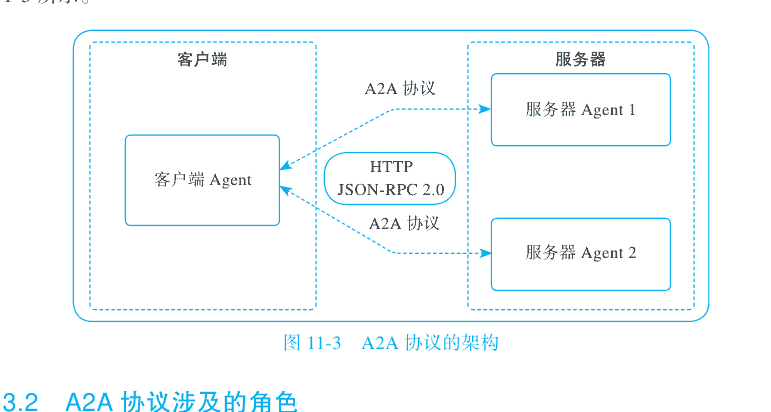 客户端
服务器
A2A 协议
服务器 Agent 1
客户端 Agent
HTTP
JSON-RPC 2.0
A2A 协议
服务器 Agent 2
图 11-3 A2A 协议的架构
3.2 A2A 协议涉及的角色